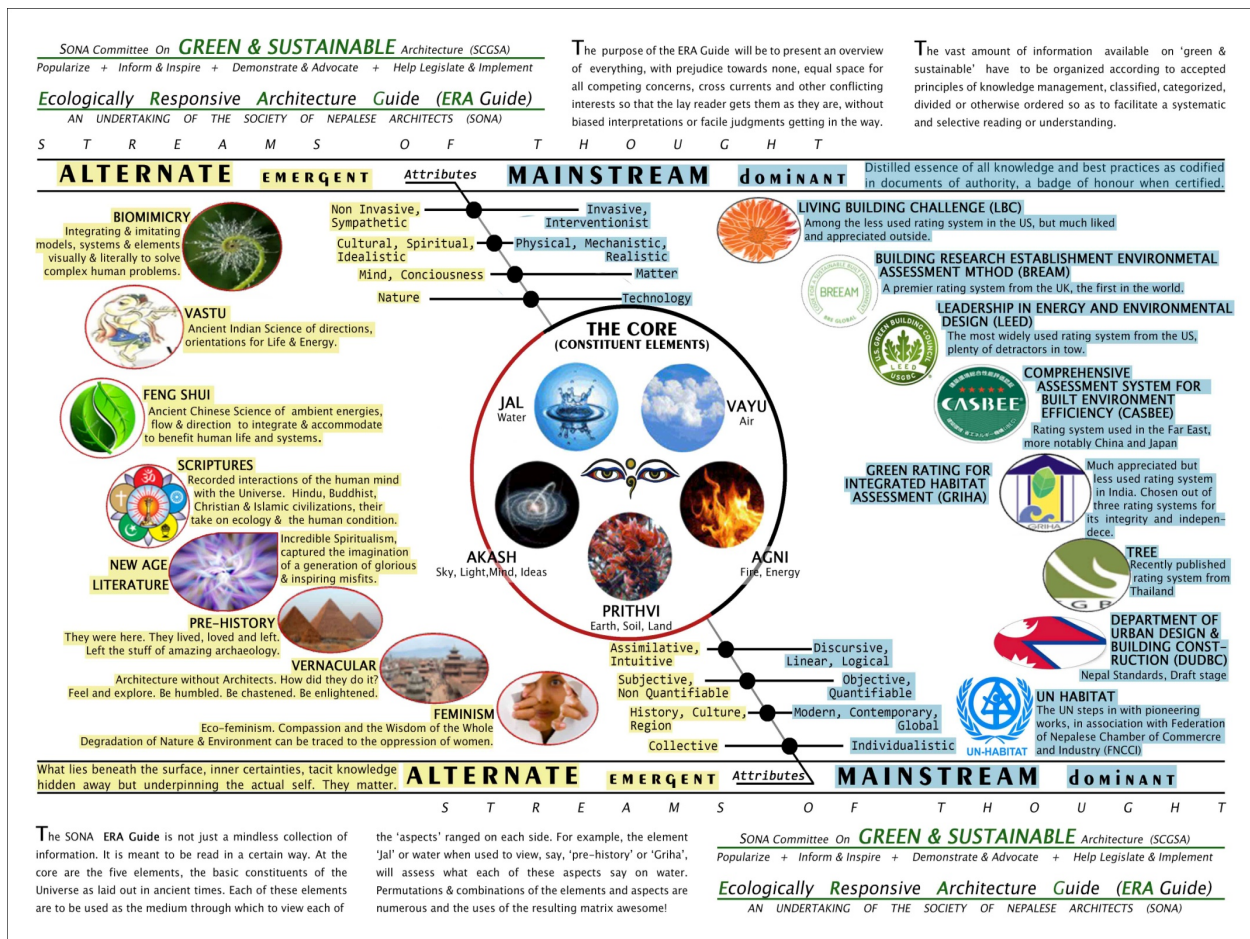 SONA Committee On GREEN & SUSTAINABLE Architecture (SCGSA)
Popularize + Inform & Inspire + Demonstrate & Advocate + Help Legislate & Implement
Ecologically Responsive Architecture Guide (ERA Guide)
AN UNDERTAKING OF THE SOCIETY OF NEPALESE ARCHITECTS (SONA)
The purpose of the ERA Guide will be to present an overview
of everything, with prejudice towards none, equal space for
all competing concerns, cross currents and other conflicting
interests so that the lay reader gets them as they are, without
biased interpretations or facile judgments getting in the way.
The vast amount of information available on ‘green &
sustainable’ have to be organized according to accepted
principles of knowledge management, classified, categorized,
divided or otherwise ordered so as to facilitate a systematic
and selective reading or understanding.
S T R E A M S O F T H O U G H T
ALTERNATE EMERGENT Attributes MAINSTREAM dominant
Distilled essence of all knowledge and best practices as codified
in documents of authority, a badge of honour when certified.
BIOMIMICRY
Integrating & imitating
models, systems & elements
visually & literally to solve
complex human problems.
VASTU
Ancient Indian Science of directions,
orientations for Life & Energy.
FENG SHUI
Ancient Chinese Science of ambient energies,
flow & direction to integrate & accommodate
to benefit human life and systems.
SCRIPTURES
Recorded interactions of the human mind
with the Universe. Hindu, Buddhist,
Christian & Islamic civilizations, their
take on ecology & the human condition.
NEW AGE
LITERATURE
Incredible Spiritualism,
captured the imagination
of a generation of glorious
& inspiring misfits.
PRE-HISTORY
They were here. They lived, loved and left.
Left the stuff of amazing archaeology.
VERNACULAR
Architecture without Architects. How did they do it?
Feel and explore. Be humbled. Be chastened. Be enlightened.
FEMINISM
Eco-feminism. Compassion and the Wisdom of the Whole
Degradation of Nature & Environment can be traced to the oppression of women.
Non Invasive,
Sympathetic
Invasive,
Interventionist
Cultural, Spiritual,
Idealistic
Physical, Mechanistic,
Realistic
Mind, Conciousness
Matter
Nature
Technology
THE CORE
(CONSTITUENT ELEMENTS)
JAL
Water
VAYU
Air
AKASH
Sky, Light,Mind, Ideas
AGNI
Fire, Energy
PRITHVI
Earth, Soil, Land
Assimilative,
Intuitive
Discursive,
Linear, Logical
Subjective,
Non Quantifiable
Objective,
Quantifiable
History, Culture,
Region
Modern, Contemporary,
Global
Collective
Individualistic
LIVING BUILDING CHALLENGE (LBC)
Among the less used rating system in the US, but much liked
and appreciated outside.
BUILDING RESEARCH ESTABLISHMENT ENVIRONMETAL
ASSESSMENT MTHOD (BREAM)
A premier rating system from the UK, the first in the world.
BREEAM
BRE GLOBAL
LEADERSHIP IN ENERGY AND ENVIRONMENTAL
DESIGN (LEED)
The most widely used rating system from the US,
plenty of detractors in tow.
U.S. GREEN BUILDING COUNCIL
LEED
USGBC
COMPREHENSIVE
ASSESSMENT SYSTEM FOR
BUILT ENVIRONMENT
EFFICIENCY (CASBEE)
Rating system used in the Far East,
more notably China and Japan
CASBEE
GREEN RATING FOR
INTEGRATED HABITAT
ASSESSMENT (GRIHA)
GRIHA
Much appreciated but
less used rating system
in India. Chosen out of
three rating systems for
its integrity and indepen-
dece.
TREE
Recently published
rating system from
Thailand
G B
DEPARTMENT OF
URBAN DESIGN &
BUILDING CONST-
RUCTION (DUDBC)
Nepal Standards, Draft stage
UN HABITAT
The UN steps in with pioneering
works, in association with Federation
of Nepalese Chamber of Commercre
and Industry (FNCCI)
UN-HABITAT
What lies beneath the surface, inner certainties, tacit knowledge
hidden away but underpinning the actual self. They matter.
ALTERNATE EMERGENT Attributes MAINSTREAM dominant
S T R E A M S O F T H O U G H T
The SONA ERA Guide is not just a mindless collection of
information. It is meant to be read in a certain way. At the
core are the five elements, the basic constituents of the
Universe as laid out in ancient times. Each of these elements
are to be used as the medium through which to view each of
the ‘aspects’ ranged on each side. For example, the element
‘Jal’ or water when used to view, say, ‘pre-history’ or ‘Griha’,
will assess what each of these aspects say on water.
Permutations & combinations of the elements and aspects are
numerous and the uses of the resulting matrix awesome!
SONA Committee On GREEN & SUSTAINABLE Architecture (SCGSA)
Popularize + Inform & Inspire + Demonstrate & Advocate + Help Legislate & Implement
Ecologically Responsive Architecture Guide (ERA Guide)
AN UNDERTAKING OF THE SOCIETY OF NEPALESE ARCHITECTS (SONA)